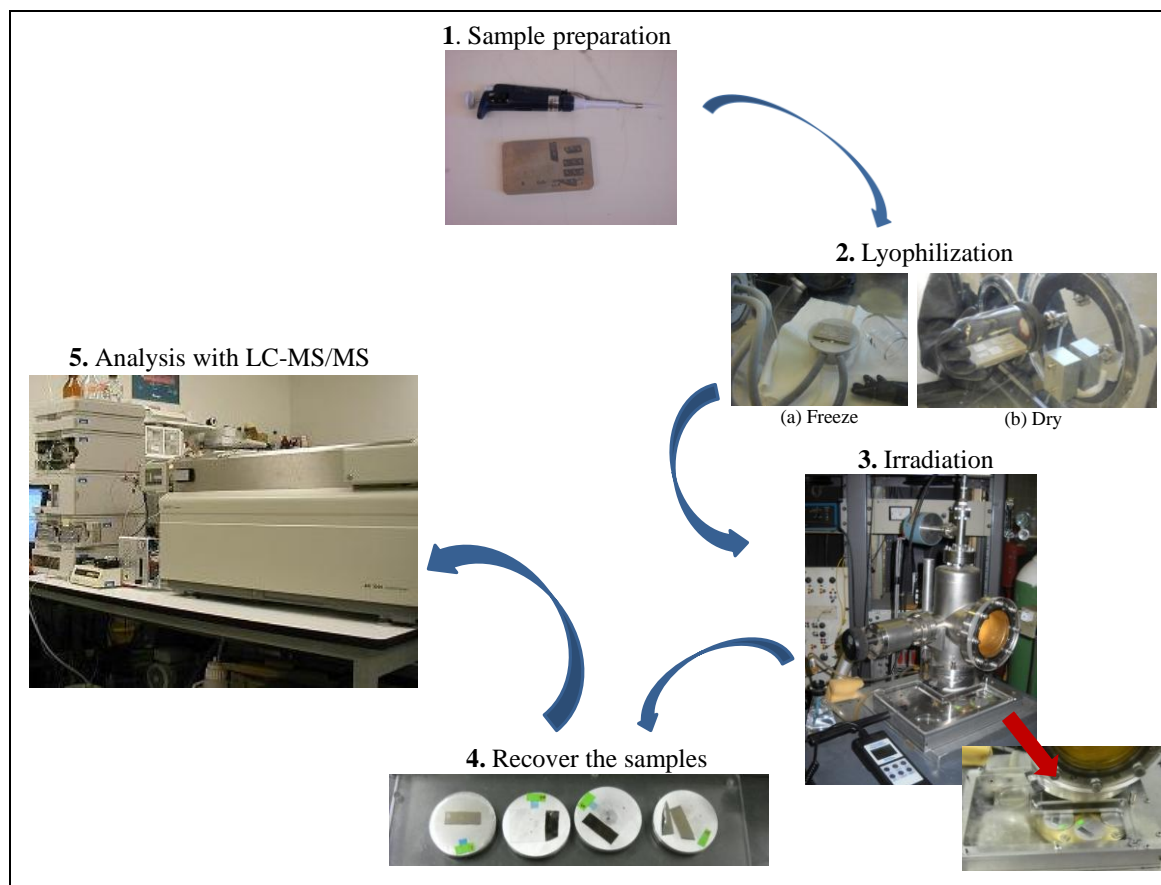 1. Sample preparation
2. Lyophilization
(a) Freeze
(b) Dry
3. Irradiation
4. Recover the samples
5. Analysis with LC-MS/MS